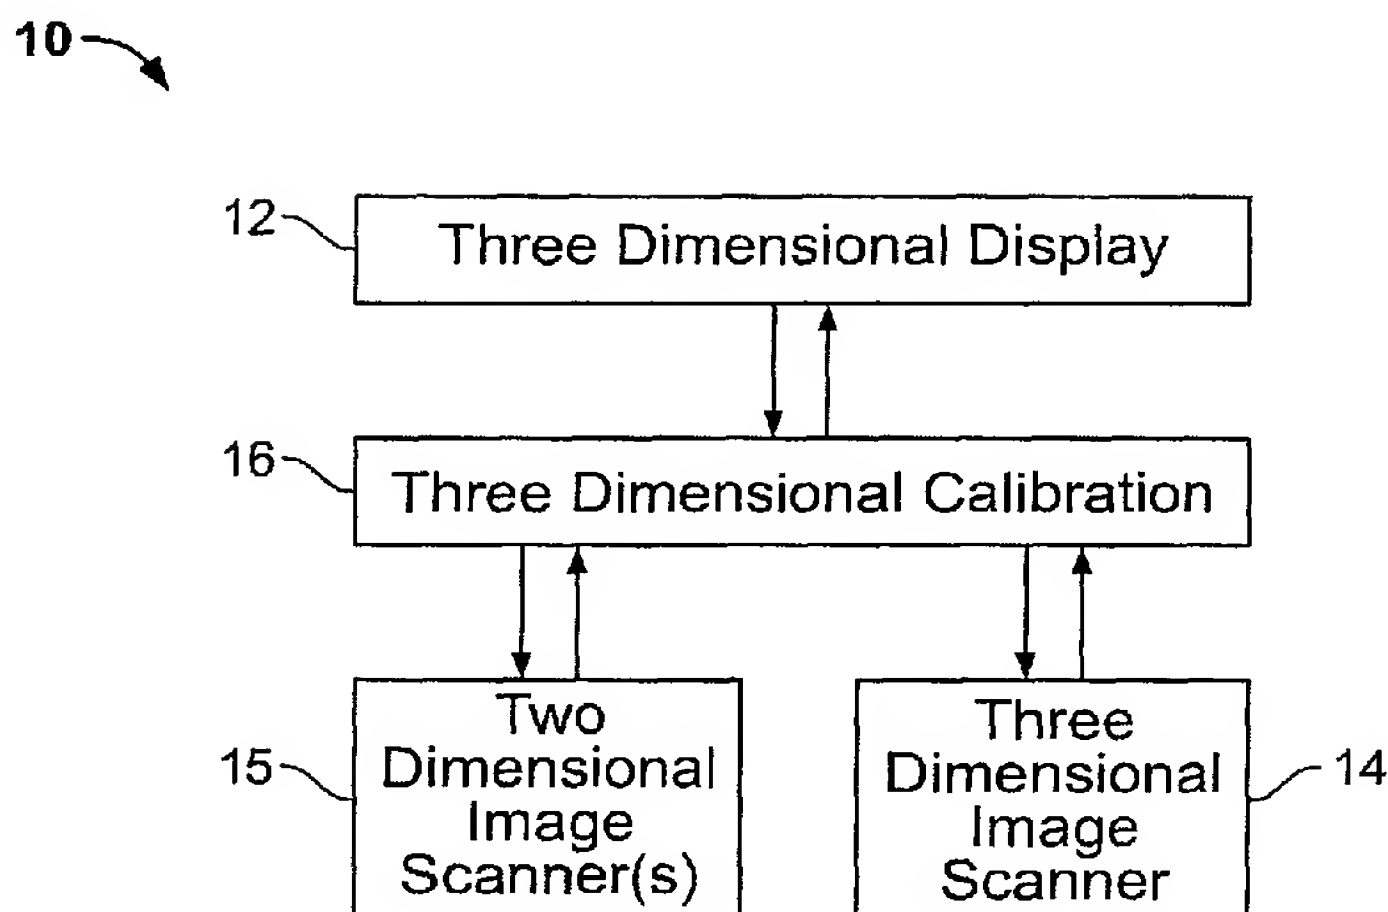 10
12
Three Dimensional Display
16
Three Dimensional Calibration
15
Two
Dimensional
Image
Scanner(s)
Three
Dimensional
Image
Scanner
14